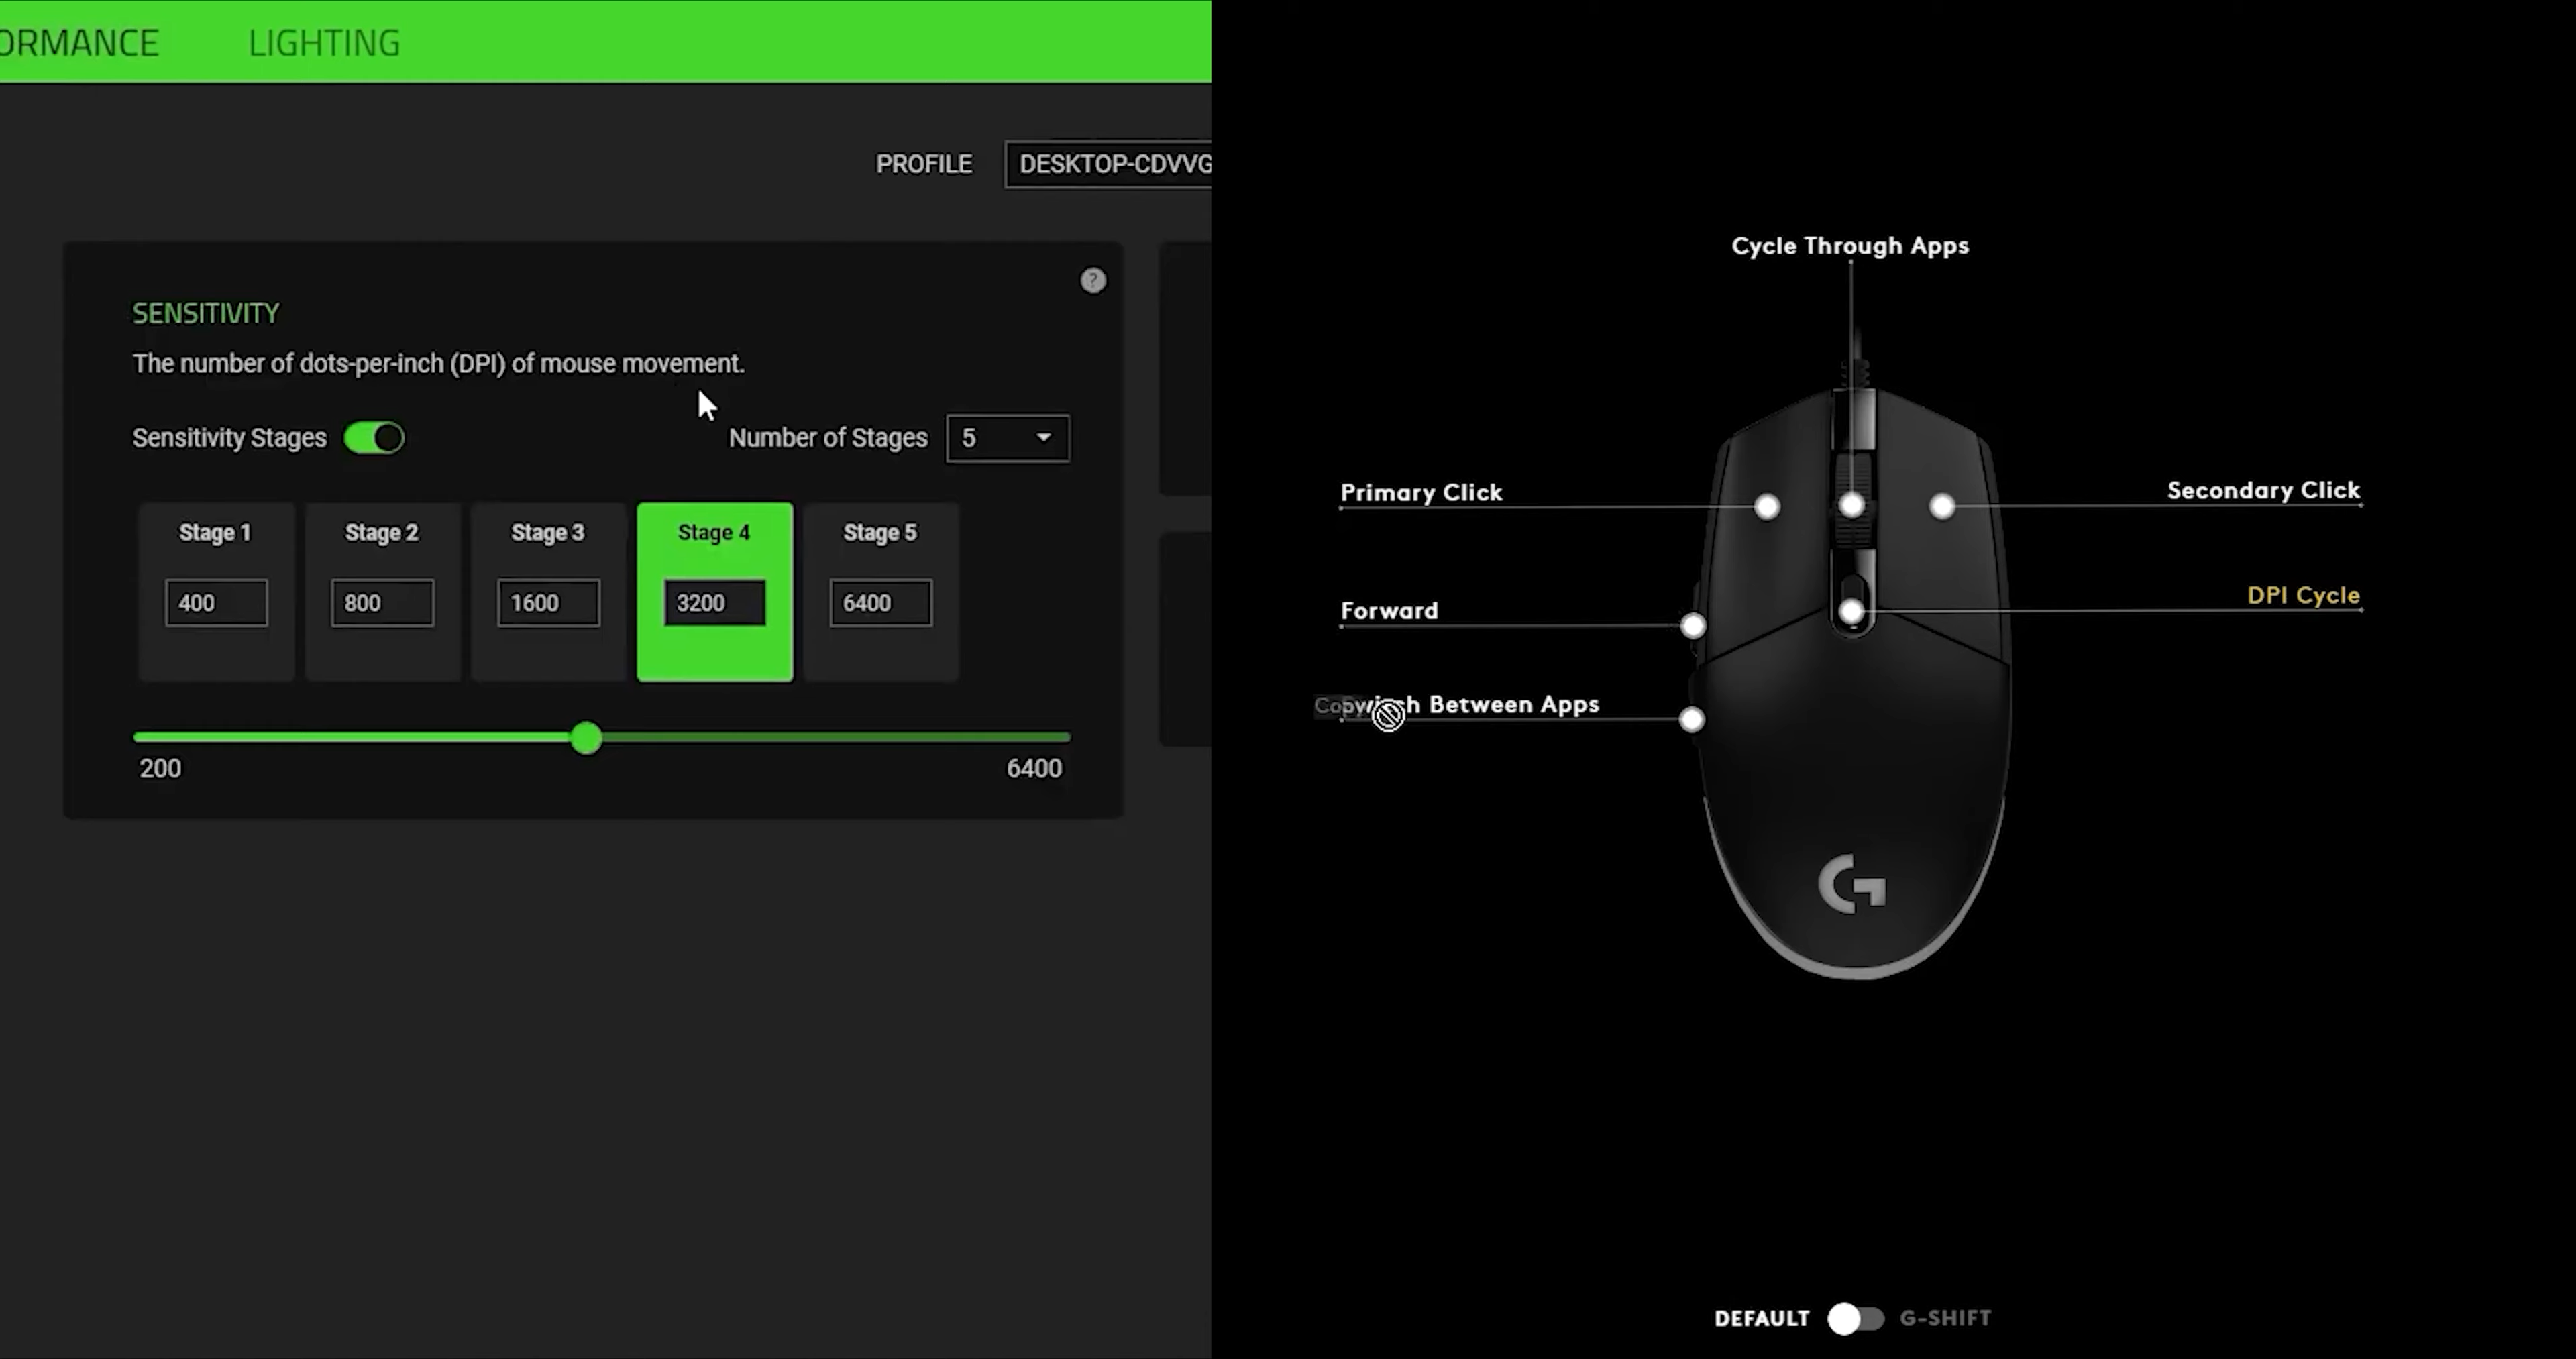 ORMANCE
LIGHTING
PROFILE
DESKTOP-CDVVG
SENSITIVITY
The number of dots-per-inch (DPI) of mouse movement.
Sensitivity Stages
Number of Stages
5
Stage 1
Stage 2
Stage 3
Stage 4
Stage 5
400
800
1600
3200
6400
200
6400
Cycle Through Apps
Primary Click
Secondary Click
Forward
DPI Cycle
Between Apps
G
DEFAULT
G-SHIFT